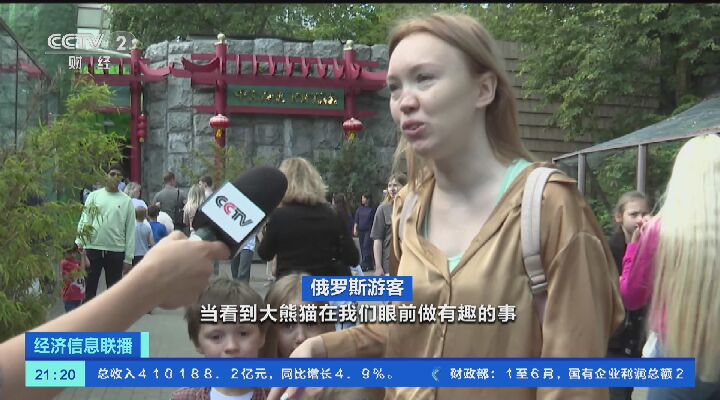 CCTV 2
财经
CCTV
俄罗斯游客
当看到大熊猫在我们眼前做有趣的事
经济信息联播
21:20 总收入410188.2亿元，同比增长4.9%。 财政部：1至6月，国有企业利润总额2